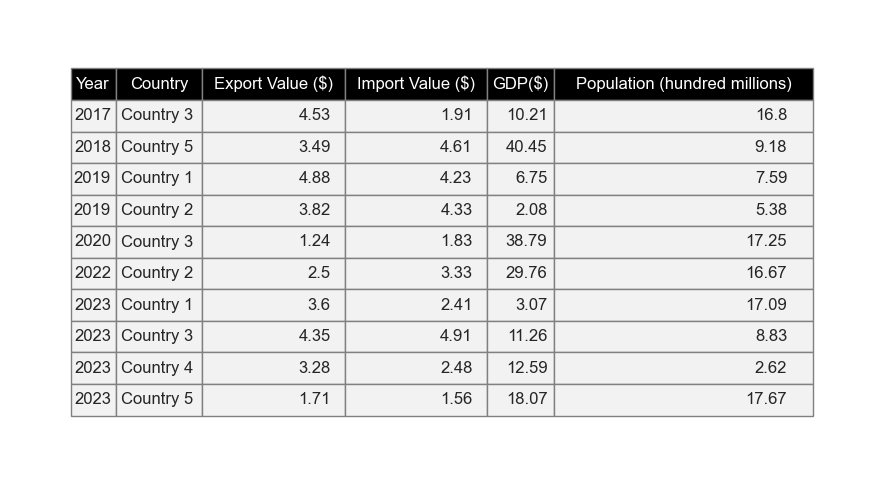 Year Country Export Value ($) Import Value ($) GDP($) Population (hundred millions)
2017 Country 3 4.53 1.91 10.21 16.8
2018 Country 5 3.49 4.61 40.45 9.18
2019 Country 1 4.88 4.23 6.75 7.59
2019 Country 2 3.82 4.33 2.08 5.38
2020 Country 3 1.24 1.83 38.79 17.25
2022 Country 2 2.5 3.33 29.76 16.67
2023 Country 1 3.6 2.41 3.07 17.09
2023 Country 3 4.35 4.91 11.26 8.83
2023 Country 4 3.28 2.48 12.59 2.62
2023 Country 5 1.71 1.56 18.07 17.67